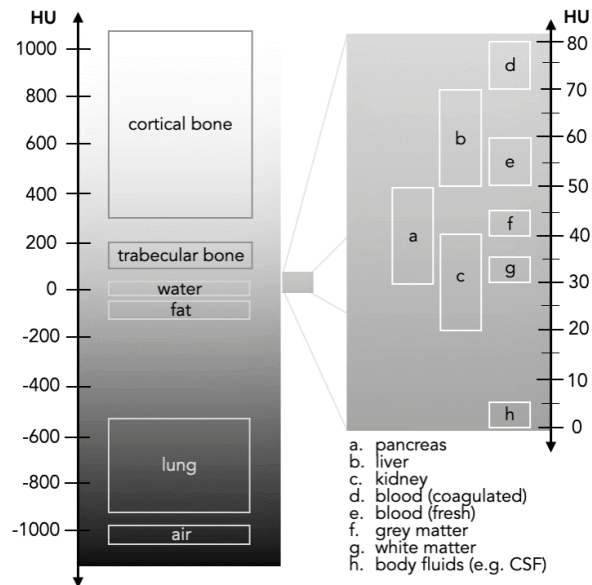 HU
1000
800
600
400
200
0
-200
-400
-600
-800
-1000
cortical bone
trabecular bone
water
fat
lung
air
HU
80
70
60
50
40
30
20
10
0
d
b
e
a
f
c
g
h
a. pancreas
b. liver
c. kidney
d. blood (coagulated)
e. blood (fresh)
f. grey matter
g. white matter
h. body fluids (e.g. CSF)